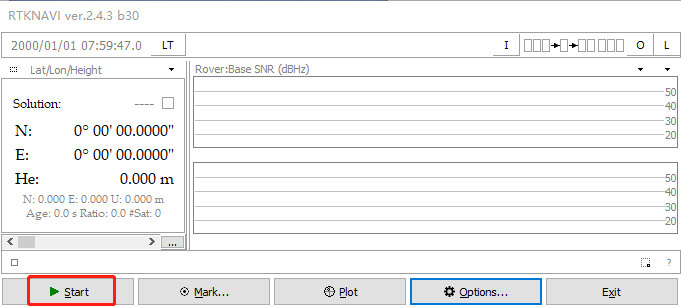 RTKNAVI ver.2.4.3 b30
2000/01/01 07:59:47.0 LT I O L
Lat/Lon/Height Rover:Base SNR (dBHz)
Solution: ----
N: 0° 00' 00.0000"
E: 0° 00' 00.0000"
He: 0.000 m
N: 0.000 E: 0.000 U: 0.000 m
Age: 0.0 s Ratio: 0.0 #Sat: 0
...
50
40
30
20
50
40
30
20
?
Start Mark... Plot Options... Exit